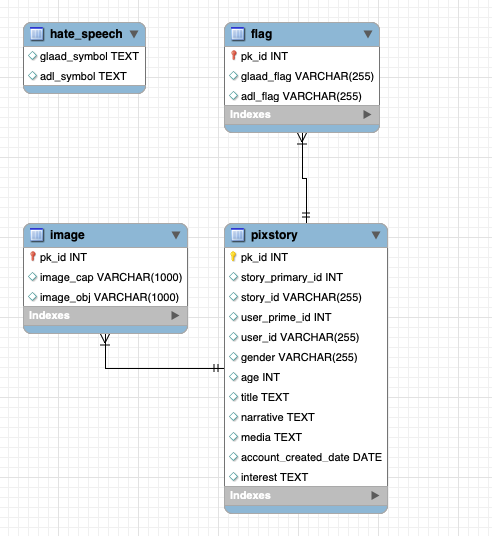 hate_speech
glaad_symbol TEXT
adl_symbol TEXT
flag
pk_id INT
glaad_flag VARCHAR(255)
adl_flag VARCHAR(255)
Indexes
image
pk_id INT
image_cap VARCHAR(1000)
image_obj VARCHAR(1000)
Indexes
pixstory
pk_id INT
story_primary_id INT
story_id VARCHAR(255)
user_prime_id INT
user_id VARCHAR(255)
gender VARCHAR(255)
age INT
title TEXT
narrative TEXT
media TEXT
account_created_date DATE
interest TEXT
Indexes